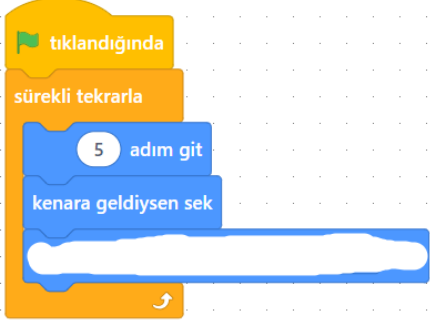 tıklandığında
sürekli tekrarla
5 adım git
kenara geldiysen sek